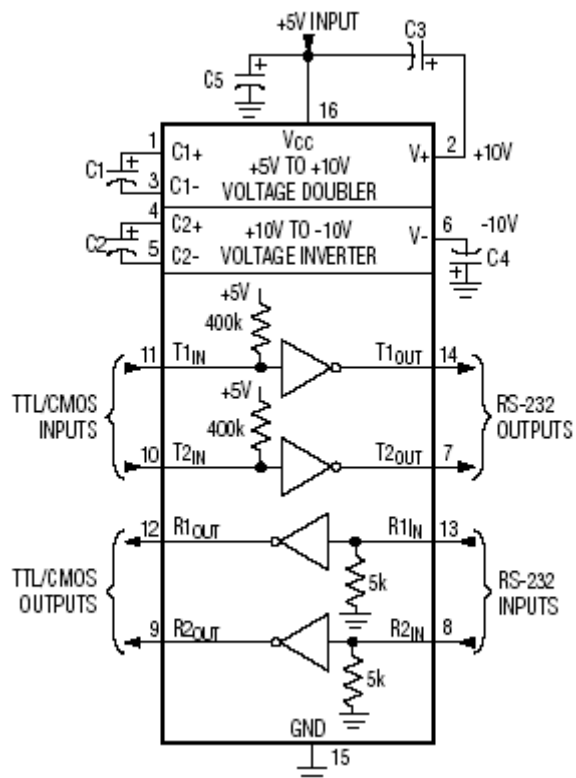 +5V INPUT
C3
C5
+
+
16
1
C1+
VCC
V+
2
+10V
+5V TO +10V
VOLTAGE DOUBLER
C1
+
3
C1-
4
C2+
+10V TO -10V
VOLTAGE INVERTER
V-
6
-10V
C2
+
5
C2-
C4
+
+5V
400k
11
T1IN
T1OUT
14
TTL/CMOS
INPUTS
+5V
400k
RS-232
OUTPUTS
10
T2IN
T2OUT
7
12
R1OUT
R1IN
13
TTL/CMOS
OUTPUTS
5k
RS-232
INPUTS
9
R2OUT
R2IN
8
5k
GND
15